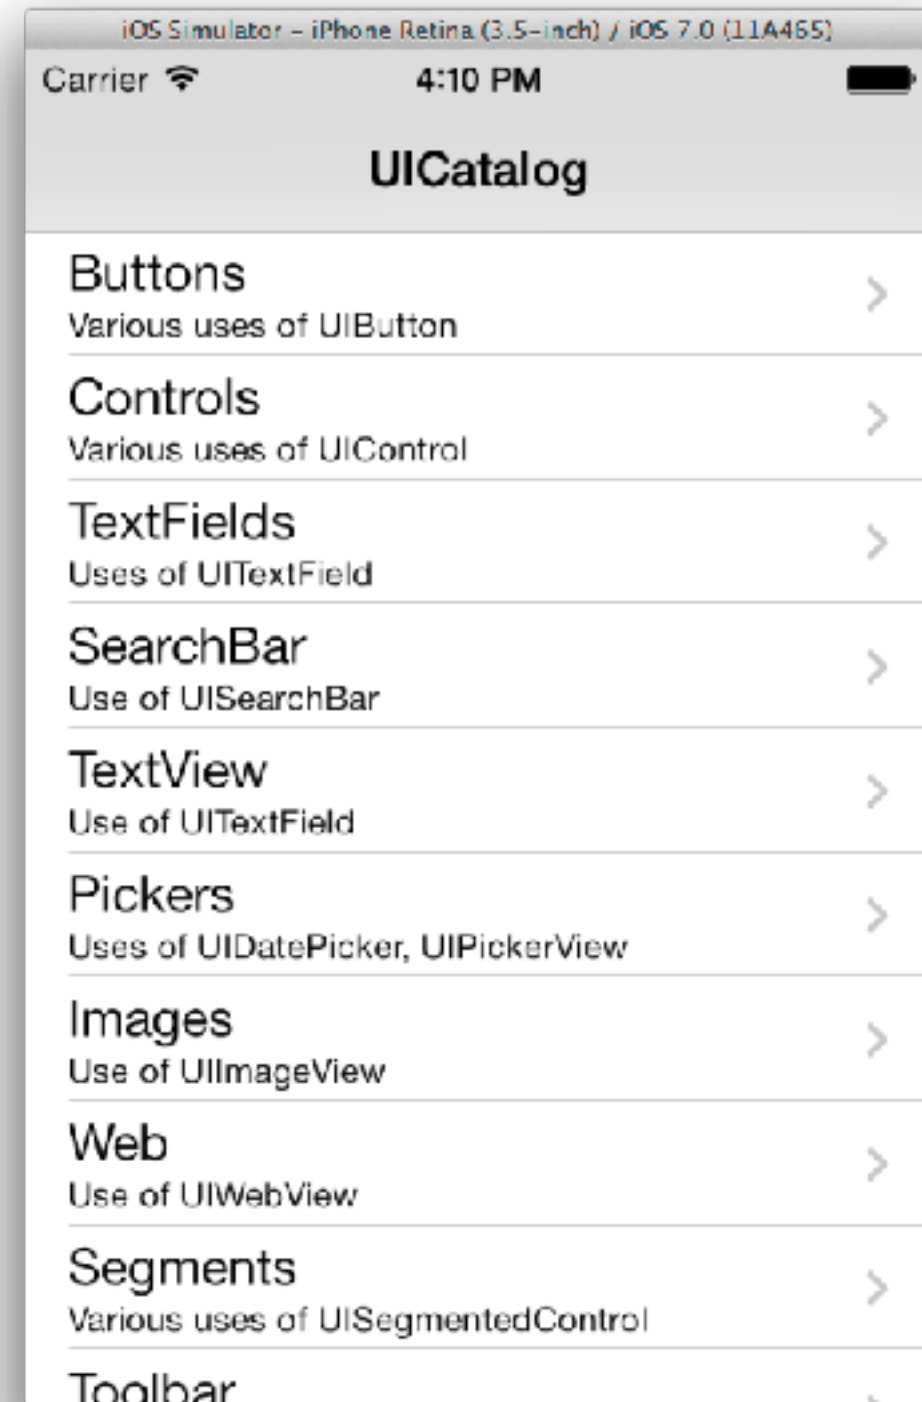 iOS Simulator – iPhone Retina (3.5-inch) / iOS 7.0 (11A465)
Carrier 4:10 PM
UICatalog
Buttons
Various uses of UIButton
Controls
Various uses of UIControl
TextFields
Uses of UITextField
SearchBar
Use of UISearchBar
TextView
Use of UITextField
Pickers
Uses of UIDatePicker, UIPickerView
Images
Use of UIImageView
Web
Use of UIWebView
Segments
Various uses of UISegmentedControl
Toolbar